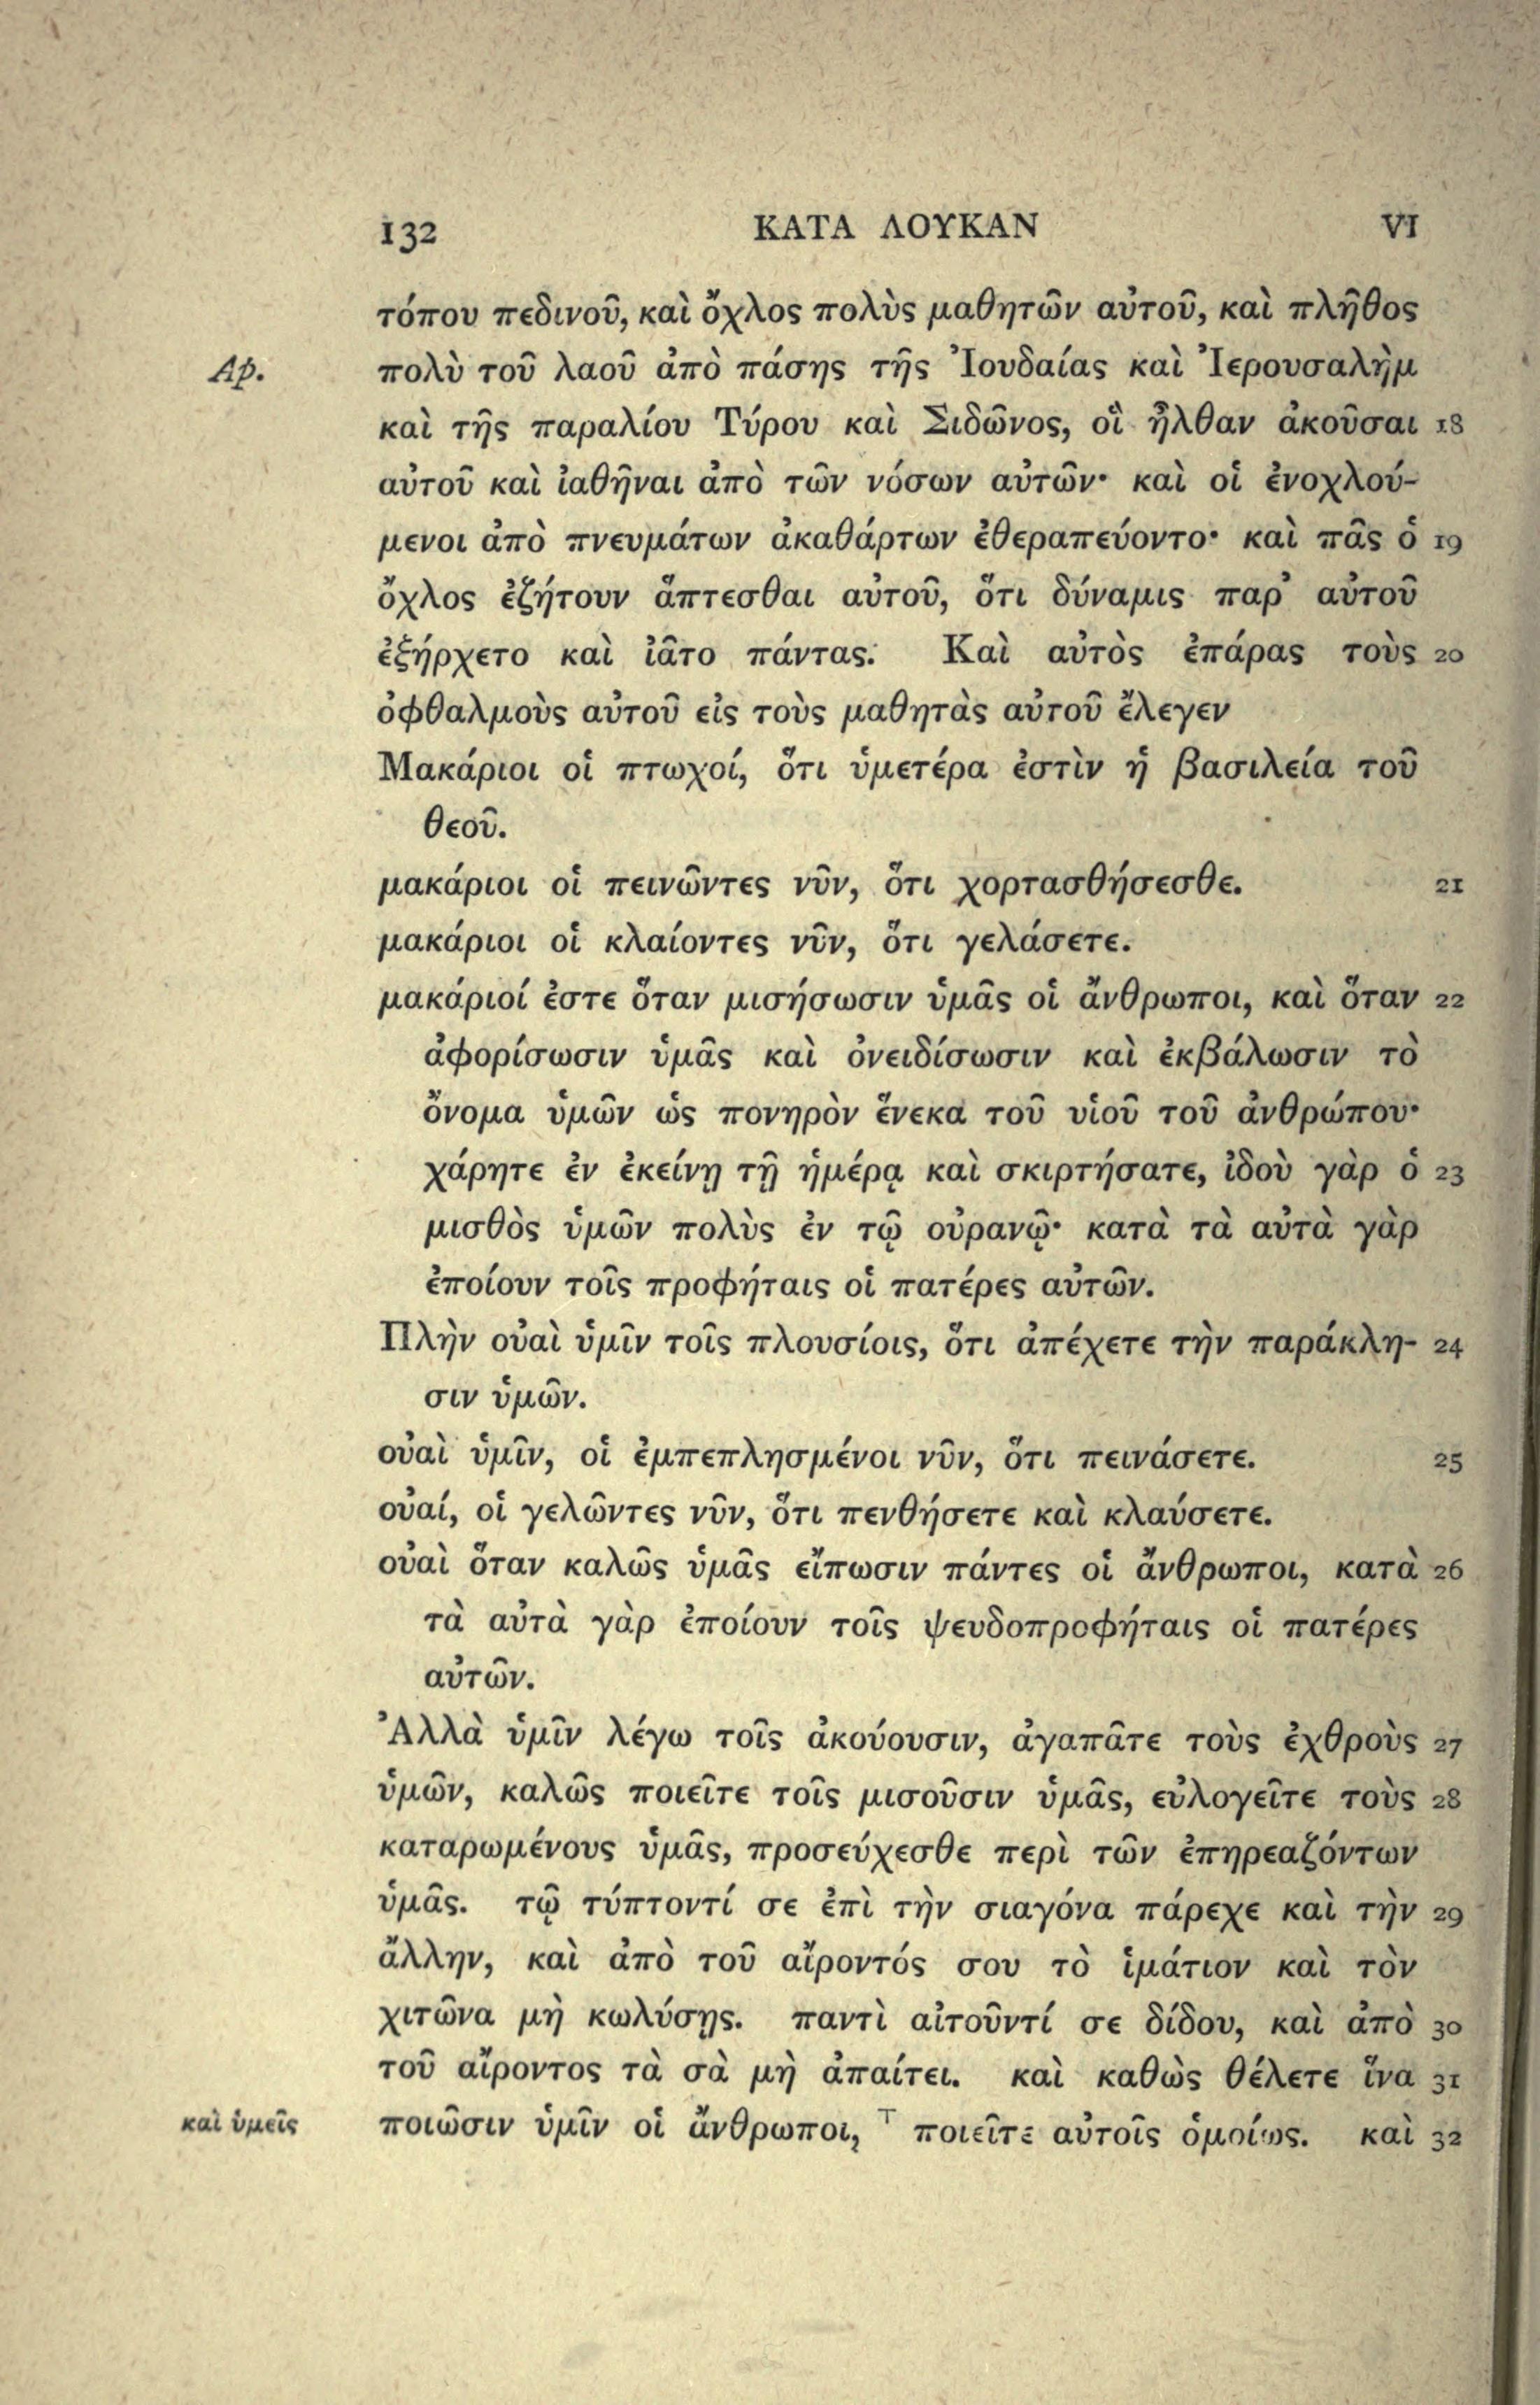 132 ΚΑΤΑ ΛΟΥΚΑΝ VI
τόπου πεδινοῦ, καὶ ὄχλος πολὺς μαθητῶν αὐτοῦ, καὶ πλῆθος
Ap. πολὺ τοῦ λαοῦ ἀπὸ πάσης τῆς Ἰουδαίας καὶ Ἰερουσαλὴμ
καὶ τῆς παραλίου Τύρου καὶ Σιδῶνος, οἳ ἦλθαν ἀκοῦσαι 18
αὐτοῦ καὶ ἰαθῆναι ἀπὸ τῶν νόσων αὐτῶν· καὶ οἱ ἐνοχλού-
μενοι ἀπὸ πνευμάτων ἀκαθάρτων ἐθεραπεύοντο· καὶ πᾶς ὁ 19
ὄχλος ἐζήτουν ἅπτεσθαι αὐτοῦ, ὅτι δύναμις παρ᾽ αὐτοῦ
ἐξήρχετο καὶ ἰᾶτο πάντας. Καὶ αὐτὸς ἐπάρας τοὺς 20
ὀφθαλμοὺς αὐτοῦ εἰς τοὺς μαθητὰς αὐτοῦ ἔλεγεν
Μακάριοι οἱ πτωχοί, ὅτι ὑμετέρα ἐστὶν ἡ βασιλεία τοῦ
θεοῦ.
μακάριοι οἱ πεινῶντες νῦν, ὅτι χορτασθήσεσθε. 21
μακάριοι οἱ κλαίοντες νῦν, ὅτι γελάσετε.
μακάριοί ἐστε ὅταν μισήσωσιν ὑμᾶς οἱ ἄνθρωποι, καὶ ὅταν 22
ἀφορίσωσιν ὑμᾶς καὶ ὀνειδίσωσιν καὶ ἐκβάλωσιν τὸ
ὄνομα ὑμῶν ὡς πονηρὸν ἕνεκα τοῦ υἱοῦ τοῦ ἀνθρώπου·
χάρητε ἐν ἐκείνῃ τῇ ἡμέρᾳ καὶ σκιρτήσατε, ἰδοὺ γὰρ ὁ 23
μισθὸς ὑμῶν πολὺς ἐν τῷ οὐρανῷ· κατὰ τὰ αὐτὰ γὰρ
ἐποίουν τοῖς προφήταις οἱ πατέρες αὐτῶν.
Πλὴν οὐαὶ ὑμῖν τοῖς πλουσίοις, ὅτι ἀπέχετε τὴν παράκλη- 24
σιν ὑμῶν.
οὐαὶ ὑμῖν, οἱ ἐμπεπλησμένοι νῦν, ὅτι πεινάσετε. 25
οὐαί, οἱ γελῶντες νῦν, ὅτι πενθήσετε καὶ κλαύσετε.
οὐαὶ ὅταν καλῶς ὑμᾶς εἴπωσιν πάντες οἱ ἄνθρωποι, κατὰ 26
τὰ αὐτὰ γὰρ ἐποίουν τοῖς ψευδοπροφήταις οἱ πατέρες
αὐτῶν.
Ἀλλὰ ὑμῖν λέγω τοῖς ἀκούουσιν, ἀγαπᾶτε τοὺς ἐχθροὺς 27
ὑμῶν, καλῶς ποιεῖτε τοῖς μισοῦσιν ὑμᾶς, εὐλογεῖτε τοὺς 28
καταρωμένους ὑμᾶς, προσεύχεσθε περὶ τῶν ἐπηρεαζόντων
ὑμᾶς. τῷ τύπτοντί σε ἐπὶ τὴν σιαγόνα πάρεχε καὶ τὴν 29
ἄλλην, καὶ ἀπὸ τοῦ αἴροντός σου τὸ ἱμάτιον καὶ τὸν
χιτῶνα μὴ κωλύσῃς. παντὶ αἰτοῦντί σε δίδου, καὶ ἀπὸ 30
τοῦ αἴροντος τὰ σὰ μὴ ἀπαίτει. καὶ καθὼς θέλετε ἵνα 31
καὶ ὑμεῖς ποιῶσιν ὑμῖν οἱ ἄνθρωποι, ⊤ ποιεῖτε αὐτοῖς ὁμοίως. καὶ 32